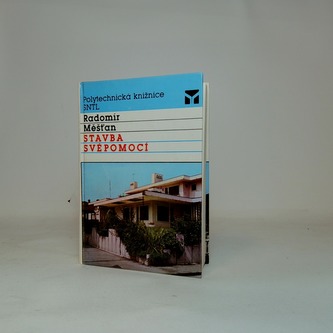 Polytechnická knižnice
SNTL
Radomír
Měšťan
STAVBA
SVÉPOMOCÍ